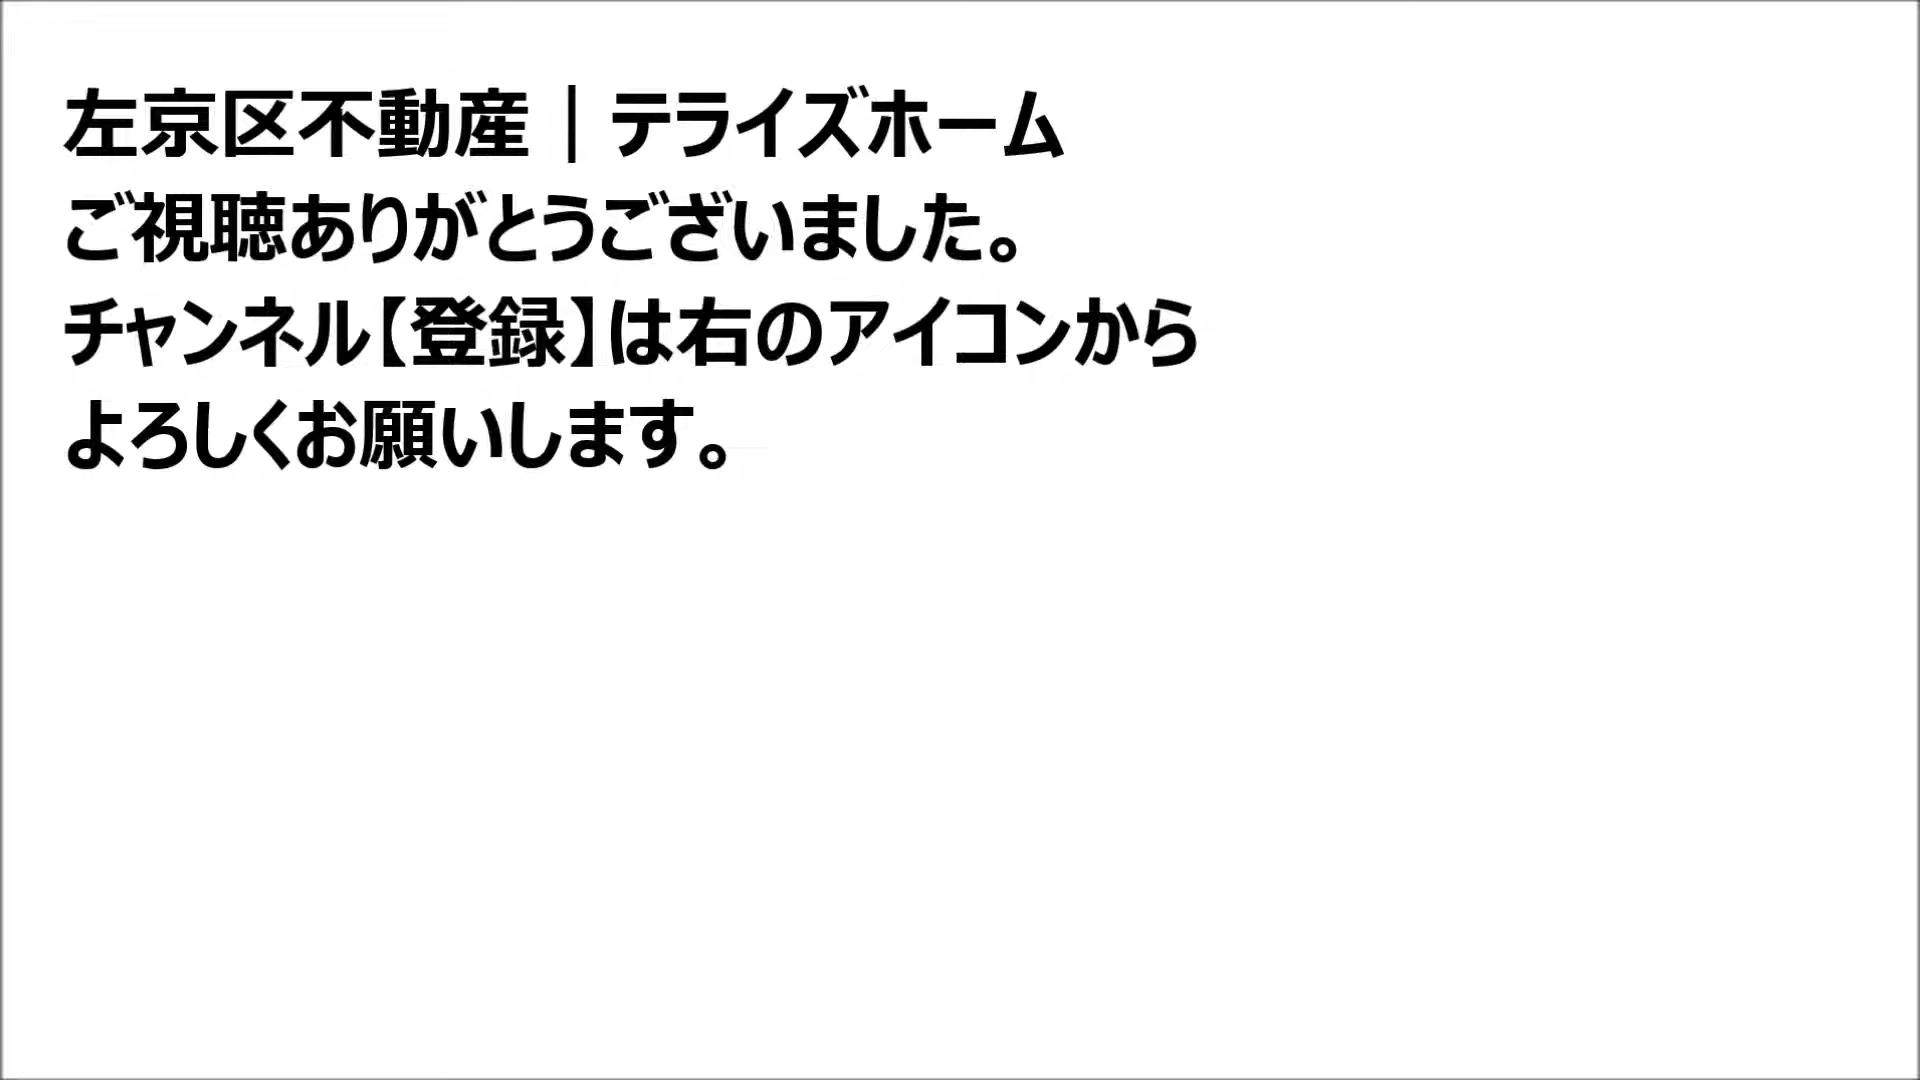 左京区不動産｜テライズホーム
ご視聴ありがとうございました。
チャンネル【登録】は右のアイコンから
よろしくお願いします。